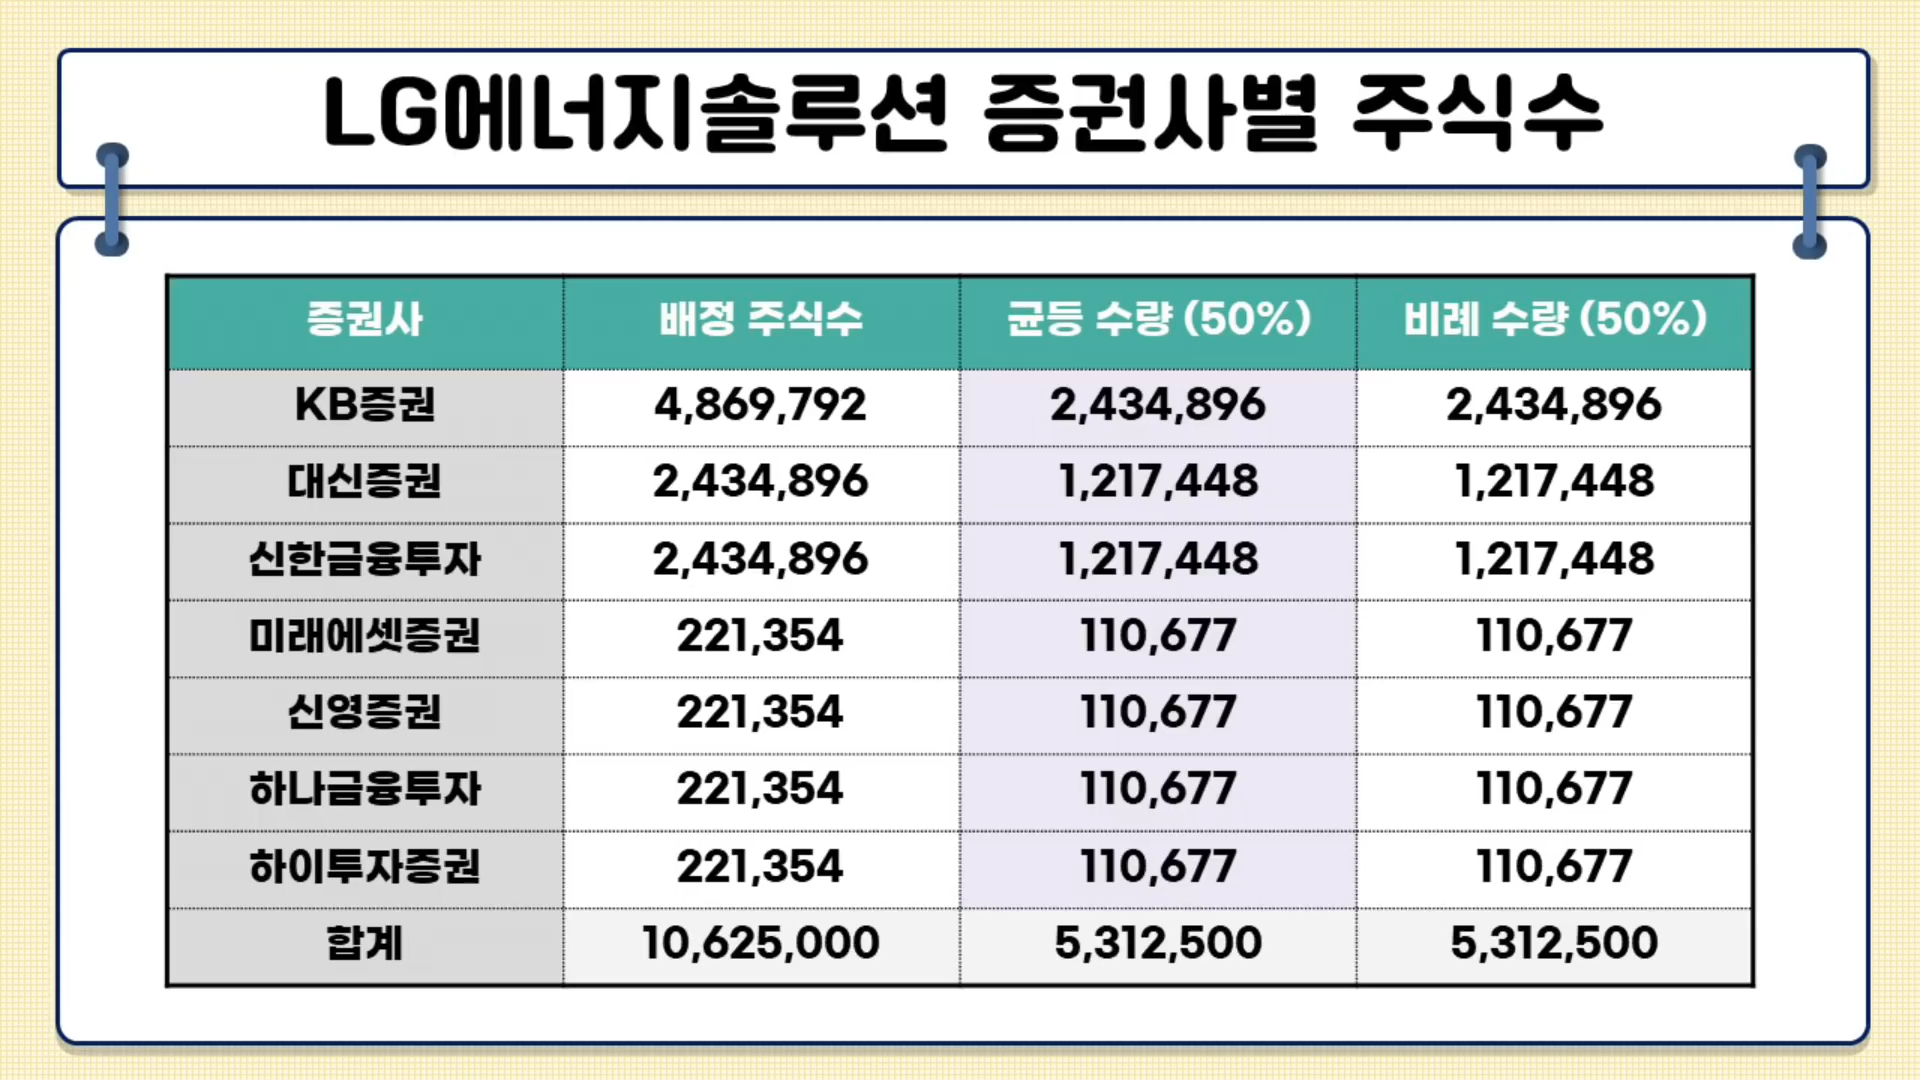 LG에너지솔루션 증권사별 주식수
증권사 배정 주식수 균등 수량 (50%) 비례 수량 (50%)
KB증권 4,869,792 2,434,896 2,434,896
대신증권 2,434,896 1,217,448 1,217,448
신한금융투자 2,434,896 1,217,448 1,217,448
미래에셋증권 221,354 110,677 110,677
신영증권 221,354 110,677 110,677
하나금융투자 221,354 110,677 110,677
하이투자증권 221,354 110,677 110,677
합계 10,625,000 5,312,500 5,312,500